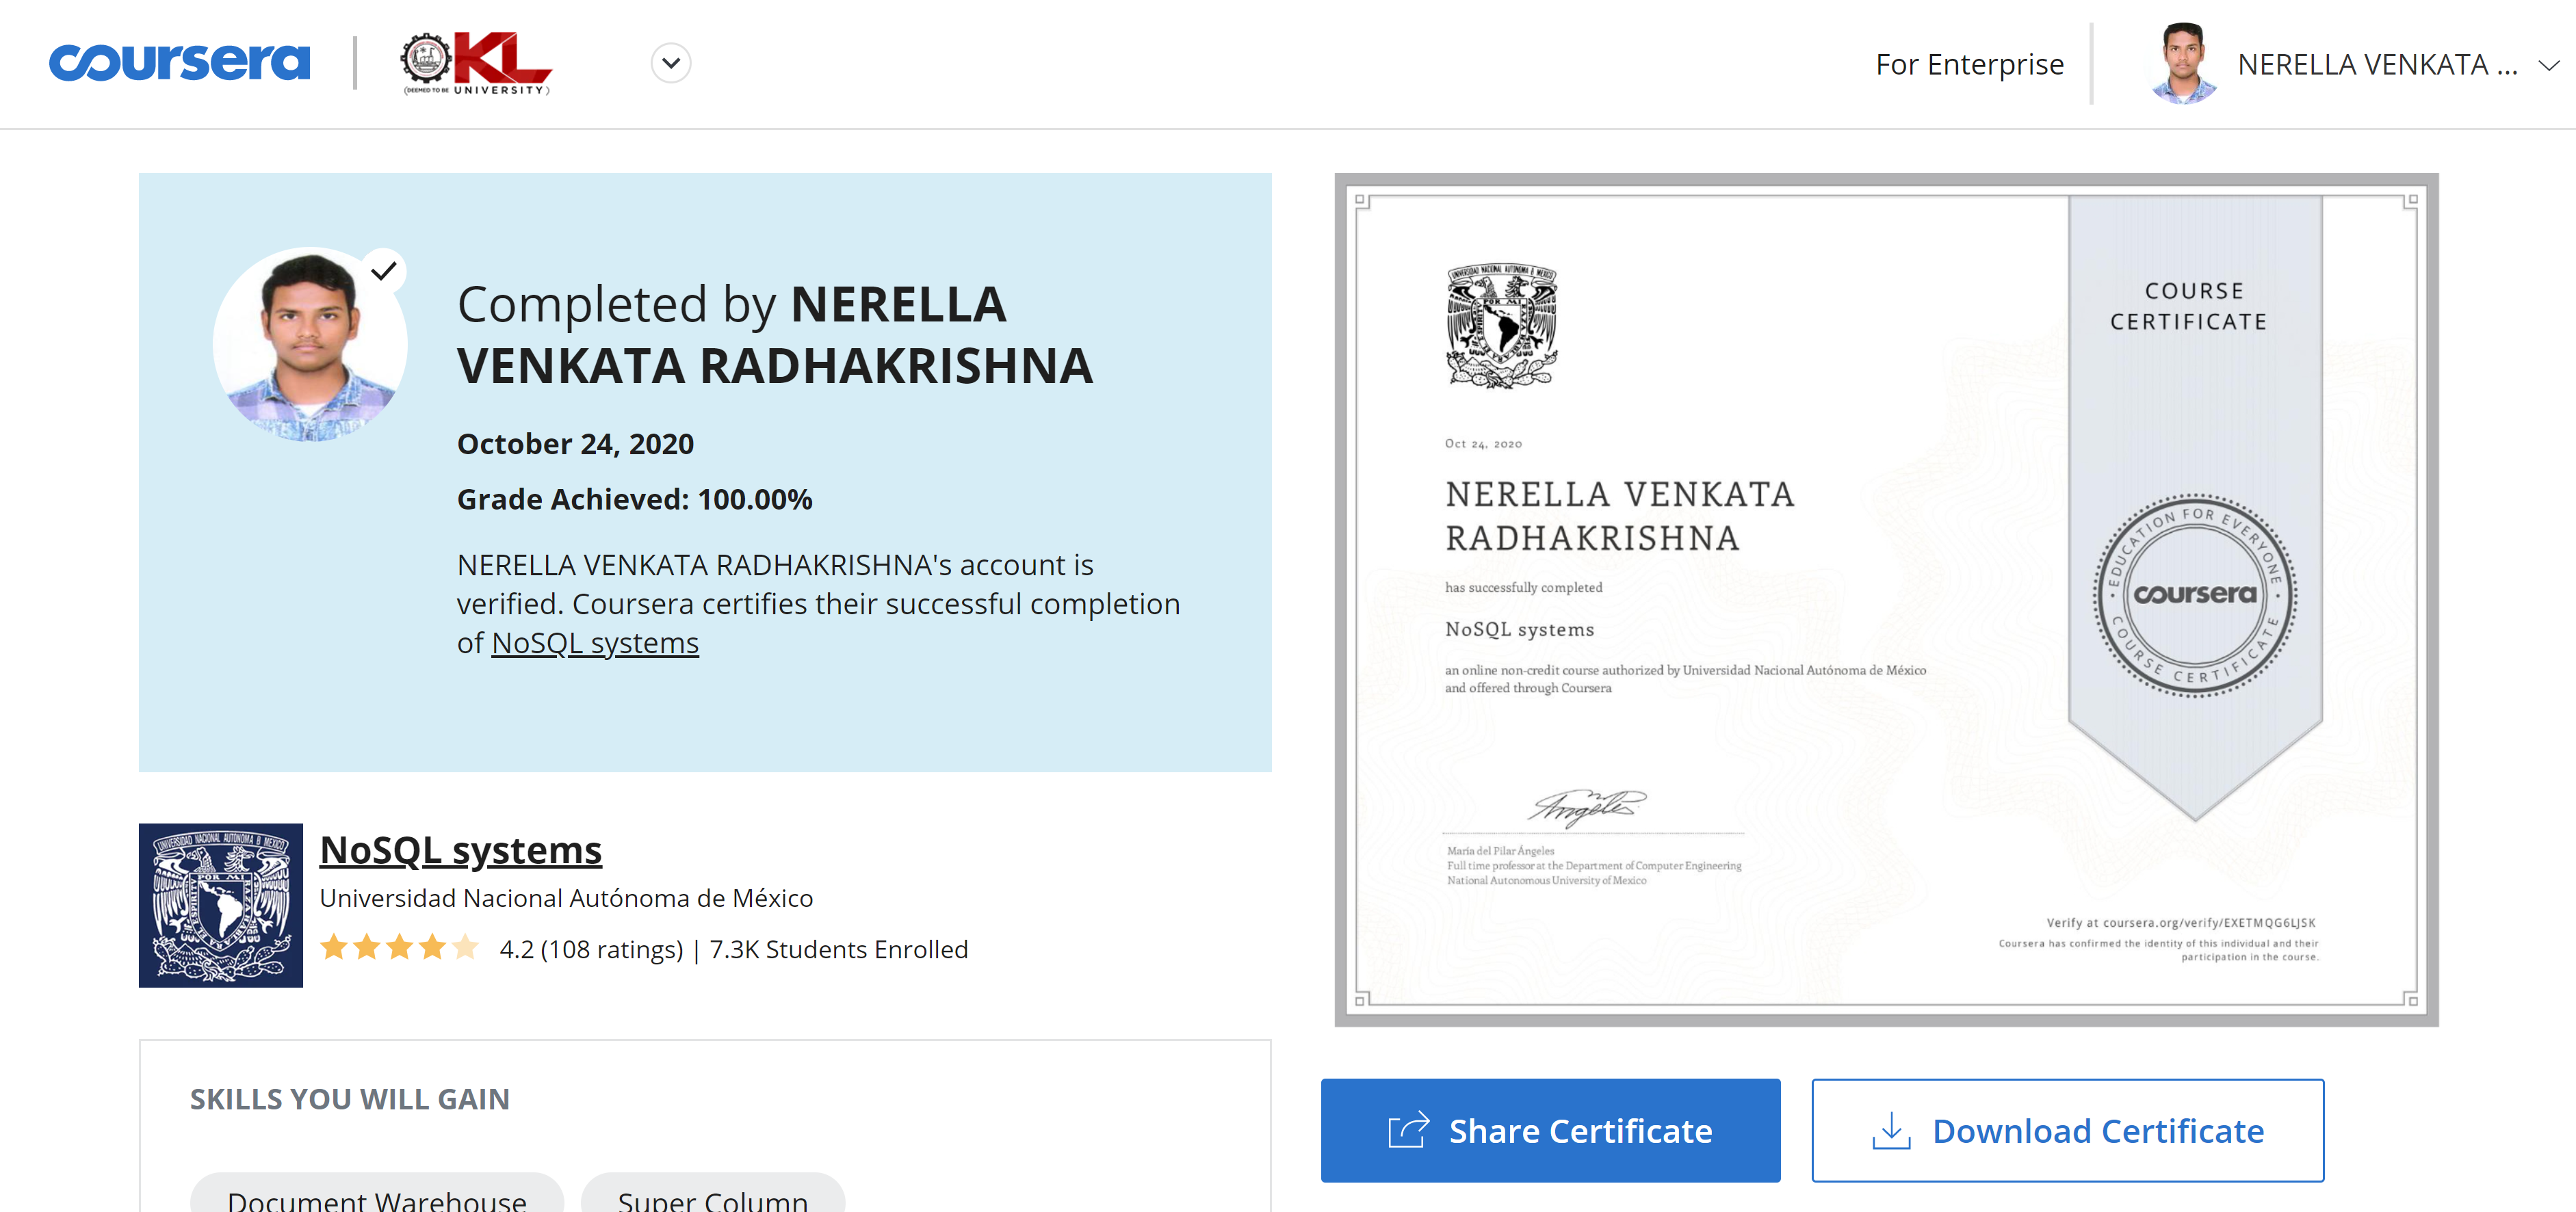 coursera
KL
(DEEMED TO BE UNIVERSITY)
For Enterprise
NERELLA VENKATA ...
Completed by NERELLA
VENKATA RADHAKRISHNA
October 24, 2020
Grade Achieved: 100.00%
NERELLA VENKATA RADHAKRISHNA's account is
verified. Coursera certifies their successful completion
of NoSQL systems
NoSQL systems
Universidad Nacional Autónoma de México
4.2 (108 ratings) | 7.3K Students Enrolled
SKILLS YOU WILL GAIN
Document Warehouse
Super Column
Oct 24, 2020
NERELLA VENKATA
RADHAKRISHNA
has successfully completed
NoSQL systems
an online non-credit course authorized by Universidad Nacional Autónoma de México
and offered through Coursera
María del Pilar Ángeles
Full time professor at the Department of Computer Engineering
National Autonomous University of Mexico
COURSE
CERTIFICATE
EDUCATION FOR EVERYONE
coursera
COURSE CERTIFICATE
Verify at coursera.org/verify/EXETMQG6LJSK
Coursera has confirmed the identity of this individual and their
participation in the course.
Share Certificate
Download Certificate